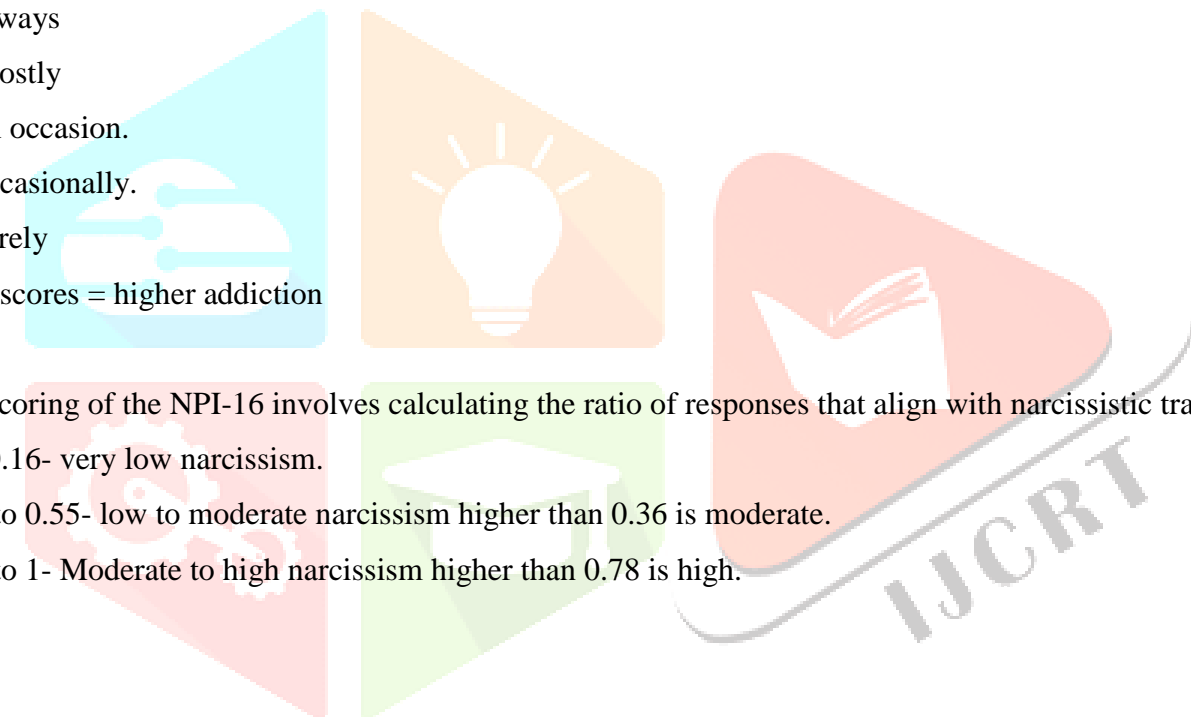 ways
ostly
occasion.
casionally.
rely
scores = higher addiction
coring of the NPI-16 involves calculating the ratio of responses that align with narcissistic tra
.16- very low narcissism.
to 0.55- low to moderate narcissism higher than 0.36 is moderate.
to 1- Moderate to high narcissism higher than 0.78 is high.
IJCRT